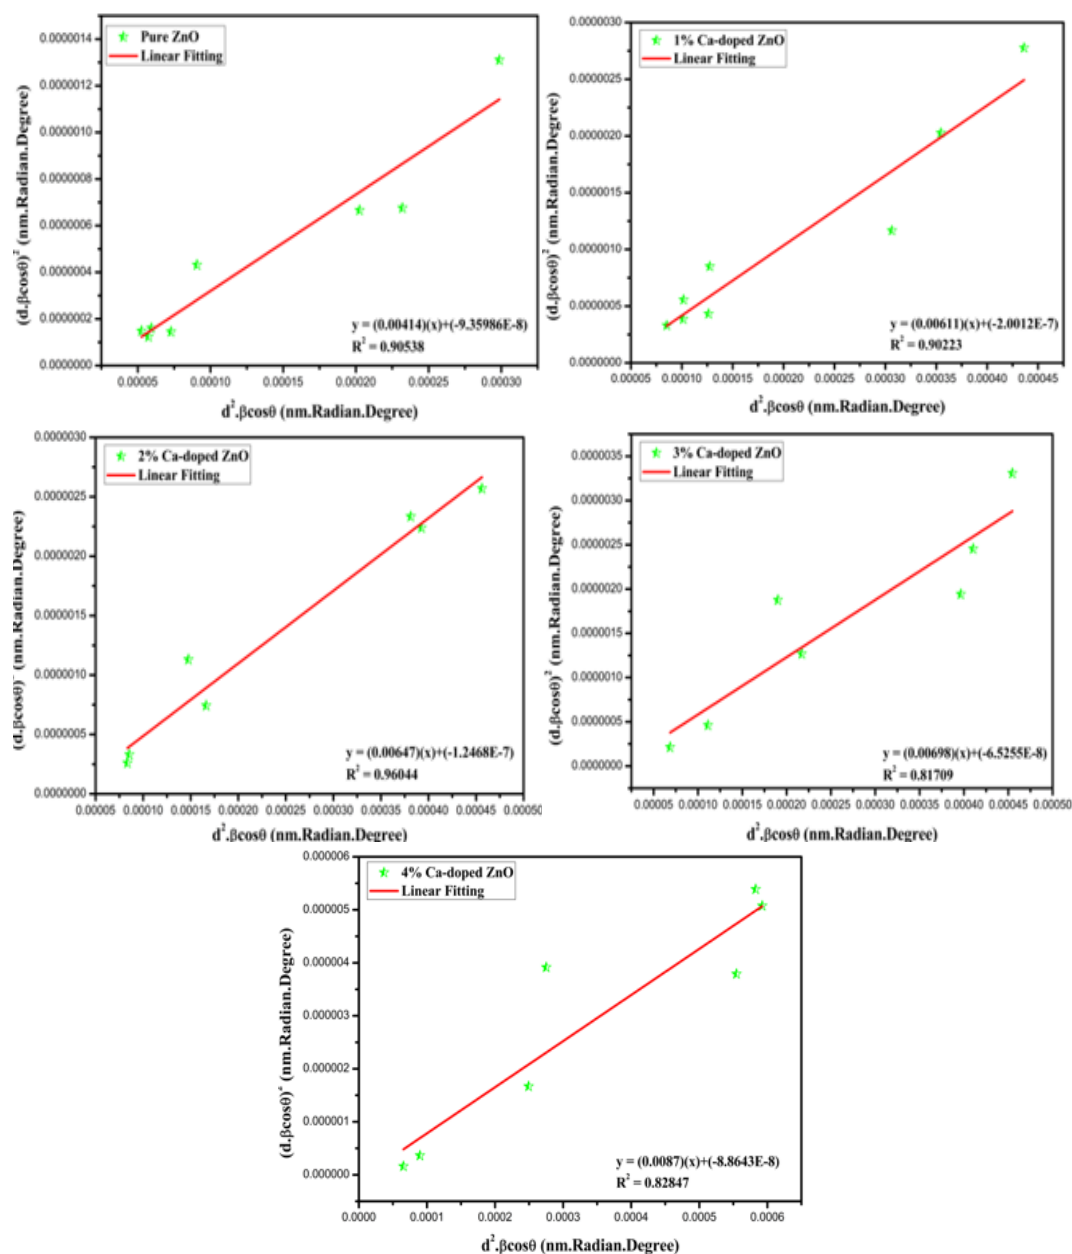 Pure ZnO
Linear Fitting
0.0000014
0.0000012
0.0000010
0.0000008
0.0000006
0.0000004
0.0000002
0.0000000
(d.βcosθ)² (nm.Radian.Degree)
y = (0.00414)(x)+(-9.35986E-8)
R² = 0.90538
0.00005 0.00010 0.00015 0.00020 0.00025 0.00030
d².βcosθ (nm.Radian.Degree)
1% Ca-doped ZnO
Linear Fitting
0.0000030
0.0000025
0.0000020
0.0000015
0.0000010
0.0000005
0.0000000
(d.βcosθ)² (nm.Radian.Degree)
y = (0.00611)(x)+(-2.0012E-7)
R² = 0.90223
0.00005 0.00010 0.00015 0.00020 0.00025 0.00030 0.00035 0.00040 0.00045
d².βcosθ (nm.Radian.Degree)
2% Ca-doped ZnO
Linear Fitting
0.0000030
0.0000025
0.0000020
0.0000015
0.0000010
0.0000005
0.0000000
(d.βcosθ) (nm.Radian.Degree)
y = (0.00647)(x)+(-1.2468E-7)
R² = 0.96044
0.00005 0.00010 0.00015 0.00020 0.00025 0.00030 0.00035 0.00040 0.00045 0.00050
d².βcosθ (nm.Radian.Degree)
3% Ca-doped ZnO
Linear Fitting
0.0000035
0.0000030
0.0000025
0.0000020
0.0000015
0.0000010
0.0000005
0.0000000
(d.βcosθ)² (nm.Radian.Degree)
y = (0.00698)(x)+(-6.5255E-8)
R² = 0.81709
0.00005 0.00010 0.00015 0.00020 0.00025 0.00030 0.00035 0.00040 0.00045 0.00050
d².βcosθ (nm.Radian.Degree)
4% Ca-doped ZnO
Linear Fitting
0.000006
0.000005
0.000004
0.000003
0.000002
0.000001
0.000000
(d.βcosθ) (nm.Radian.Degree)
y = (0.0087)(x)+(-8.8643E-8)
R² = 0.82847
0.0000 0.0001 0.0002 0.0003 0.0004 0.0005 0.0006
d².βcosθ (nm.Radian.Degree)